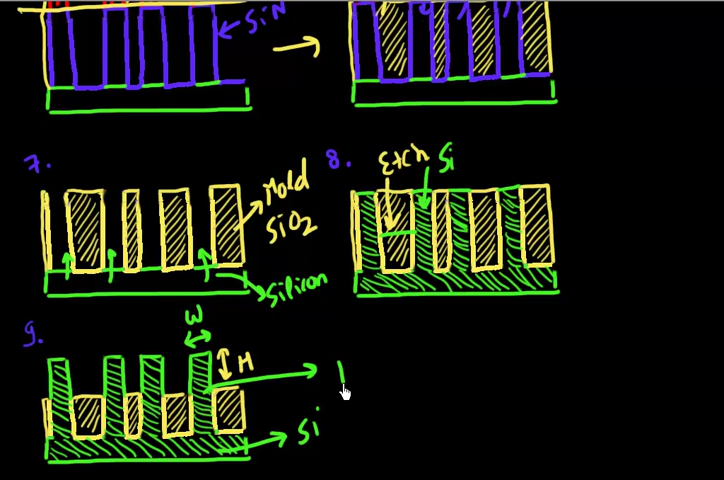 SiN
7.
Mold
SiO2
Silicon
8.
Etch
Si
9.
W
H
Si